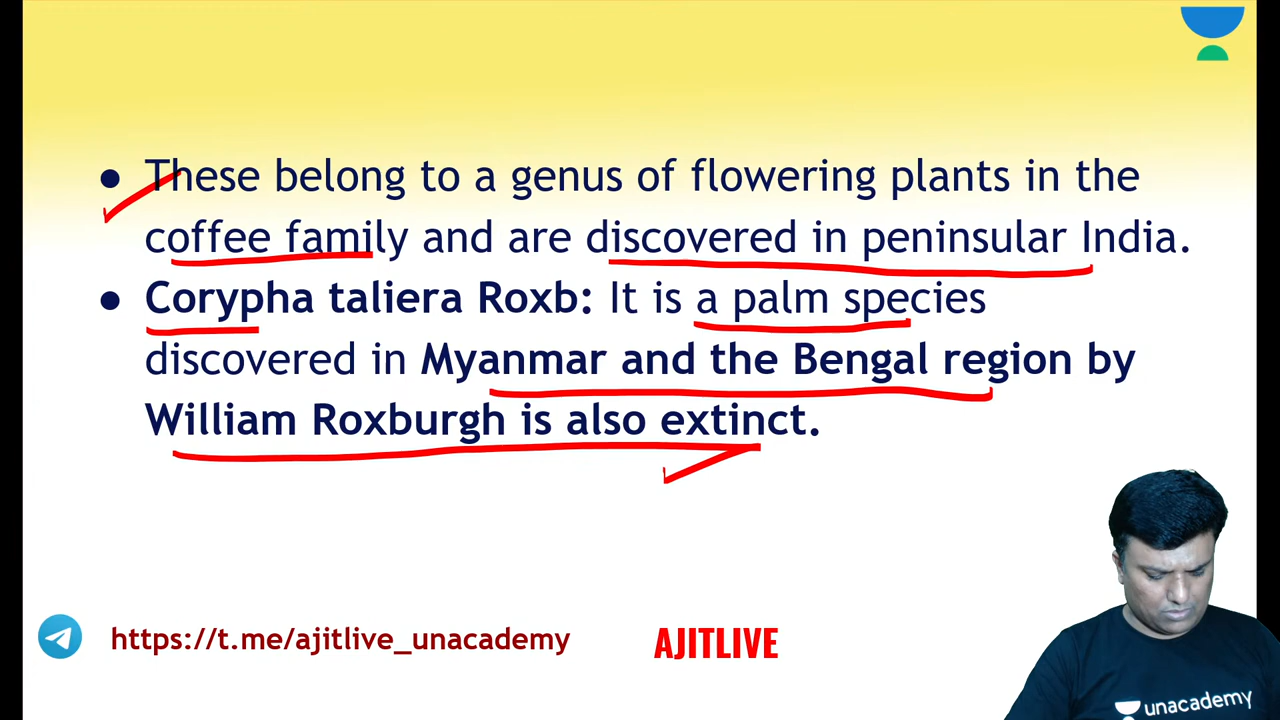 ● These belong to a genus of flowering plants in the
coffee family and are discovered in peninsular India.
● Corypha taliera Roxb: It is a palm species
discovered in Myanmar and the Bengal region by
William Roxburgh is also extinct.
https://t.me/ajitlive_unacademy
AJITLIVE
unacademy